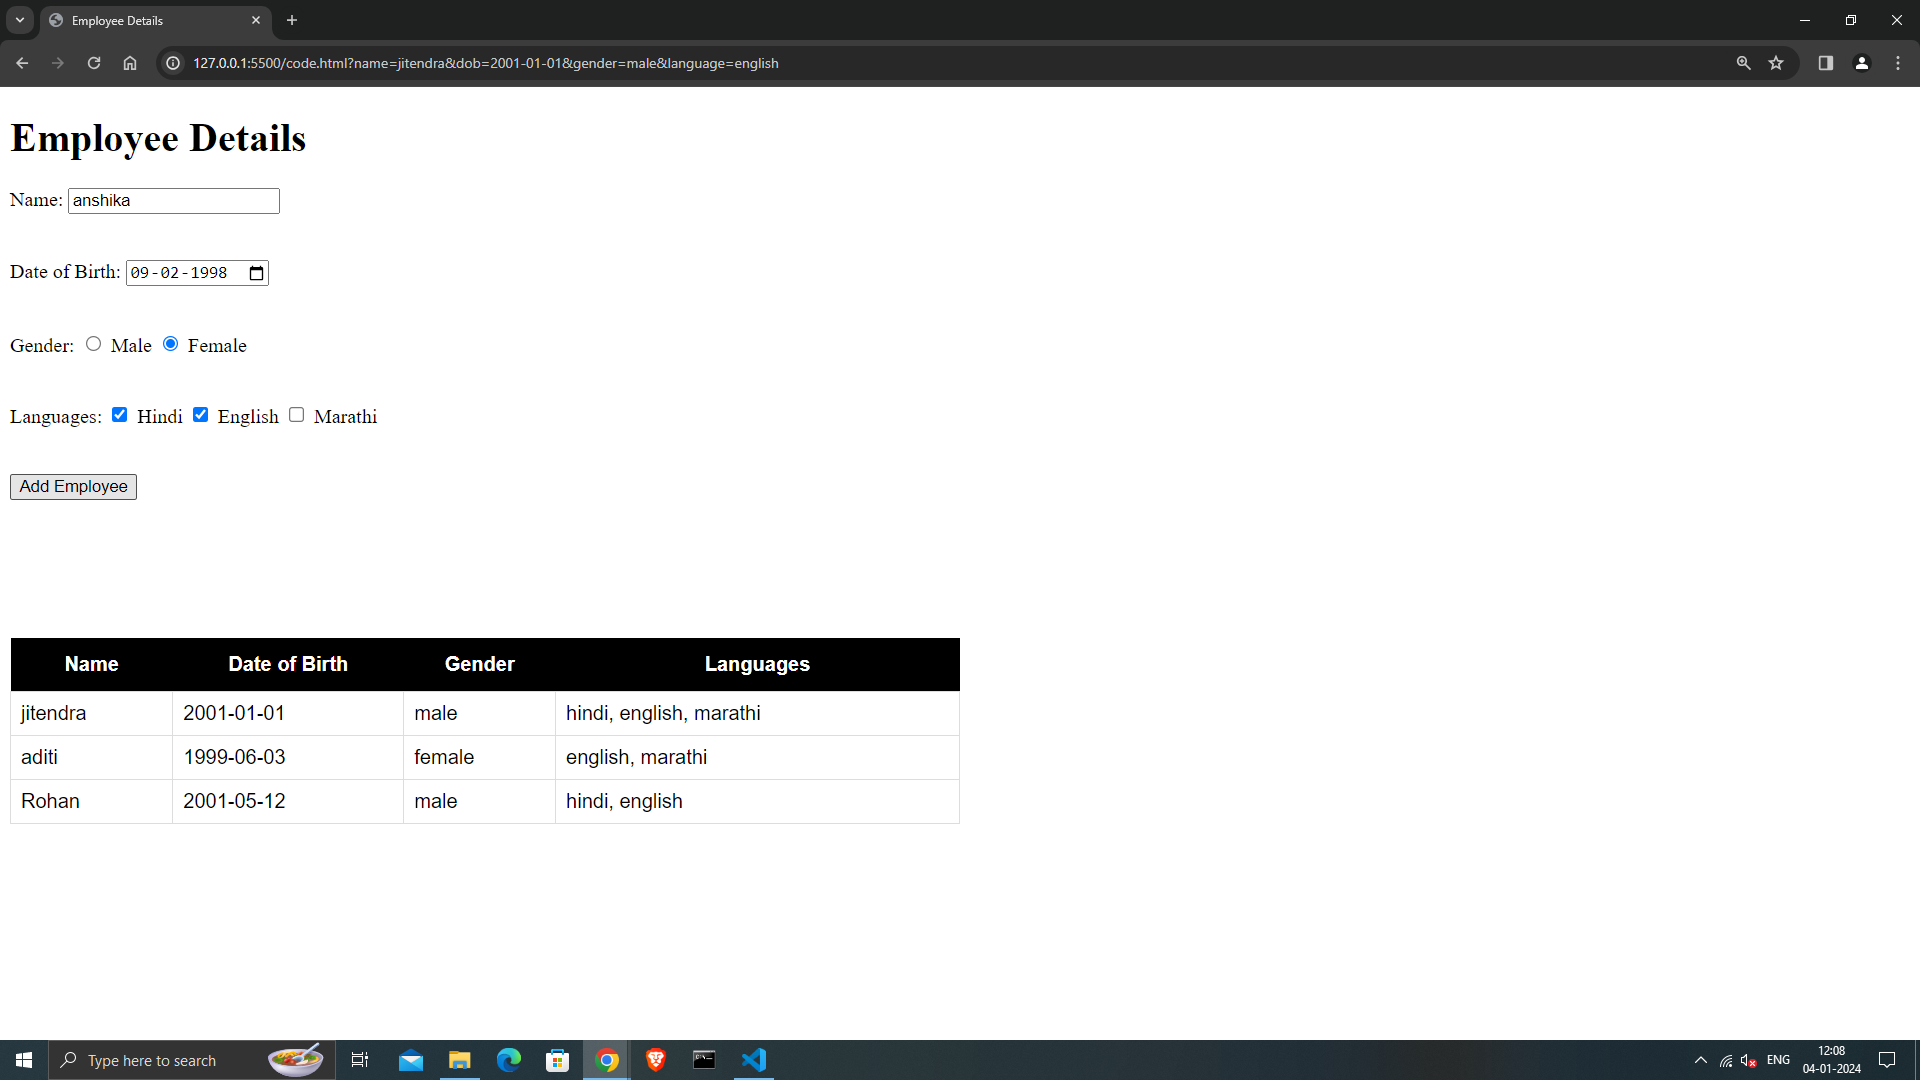 Employee Details
127.0.0.1:5500/code.html?name=jitendra&dob=2001-01-01&gender=male&language=english
Employee Details
Name: anshika
Date of Birth: 09-02-1998
Gender: Male Female
Languages: Hindi English Marathi
Add Employee
Name Date of Birth Gender Languages
jitendra 2001-01-01 male hindi, english, marathi
aditi 1999-06-03 female english, marathi
Rohan 2001-05-12 male hindi, english
Type here to search
ENG
12:08
04-01-2024